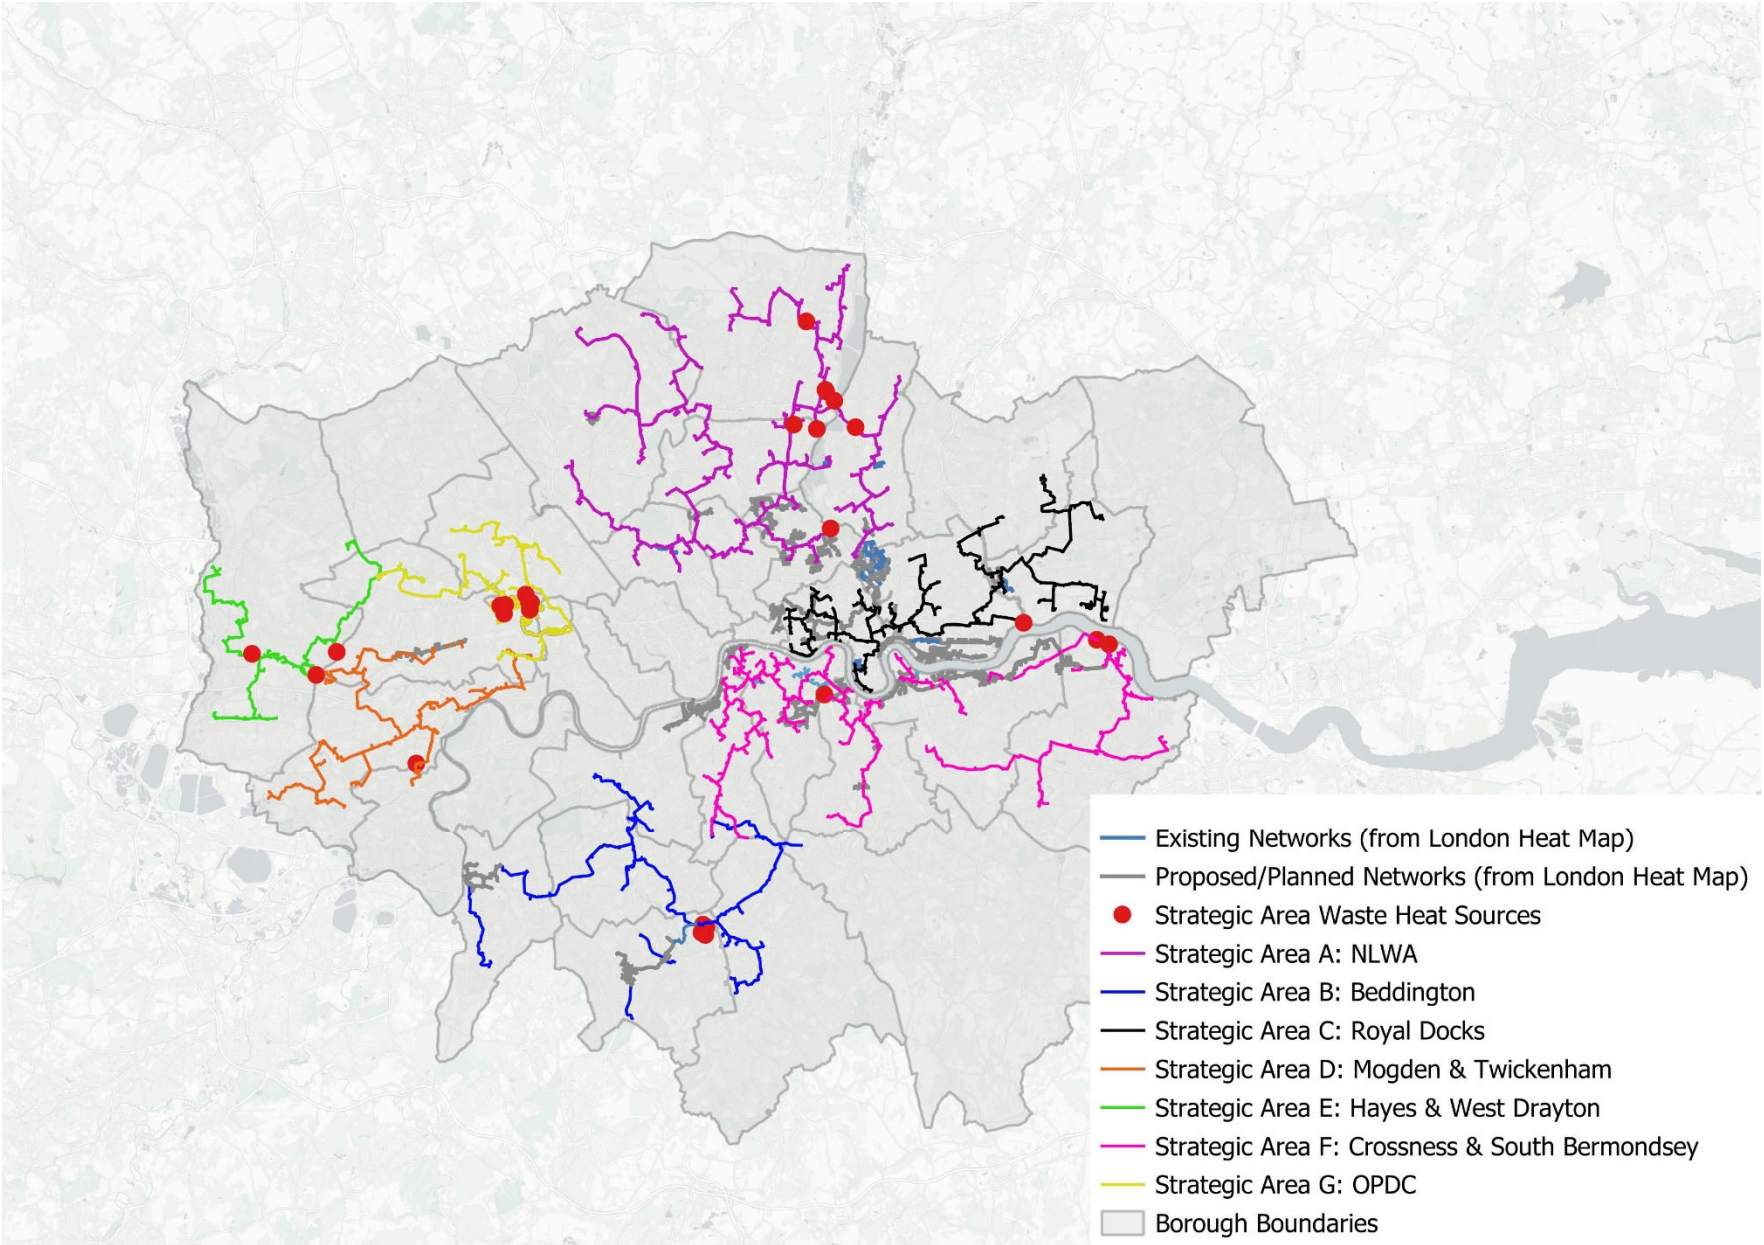 Existing Networks (from London Heat Map)
Proposed/Planned Networks (from London Heat Map)
Strategic Area Waste Heat Sources
Strategic Area A: NLWA
Strategic Area B: Beddington
Strategic Area C: Royal Docks
Strategic Area D: Mogden & Twickenham
Strategic Area E: Hayes & West Drayton
Strategic Area F: Crossness & South Bermondsey
Strategic Area G: OPDC
Borough Boundaries